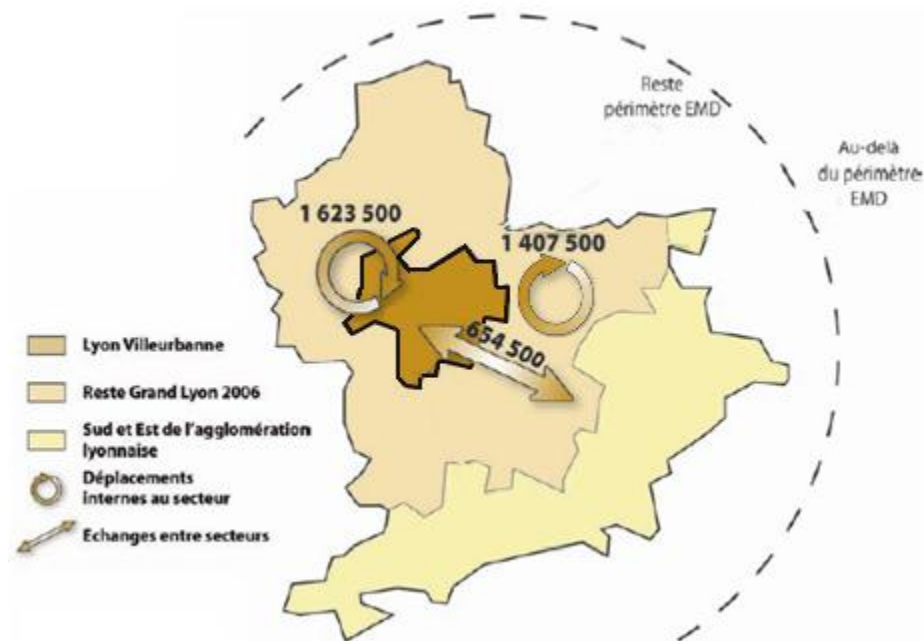 Reste
périmètre EMD
Au-delà
du périmètre
EMD
1 623 500
1 407 500
654 500
Lyon Villeurbanne
Reste Grand Lyon 2006
Sud et Est de l'agglomération
lyonnaise
Déplacements
internes au secteur
Echanges entre secteurs